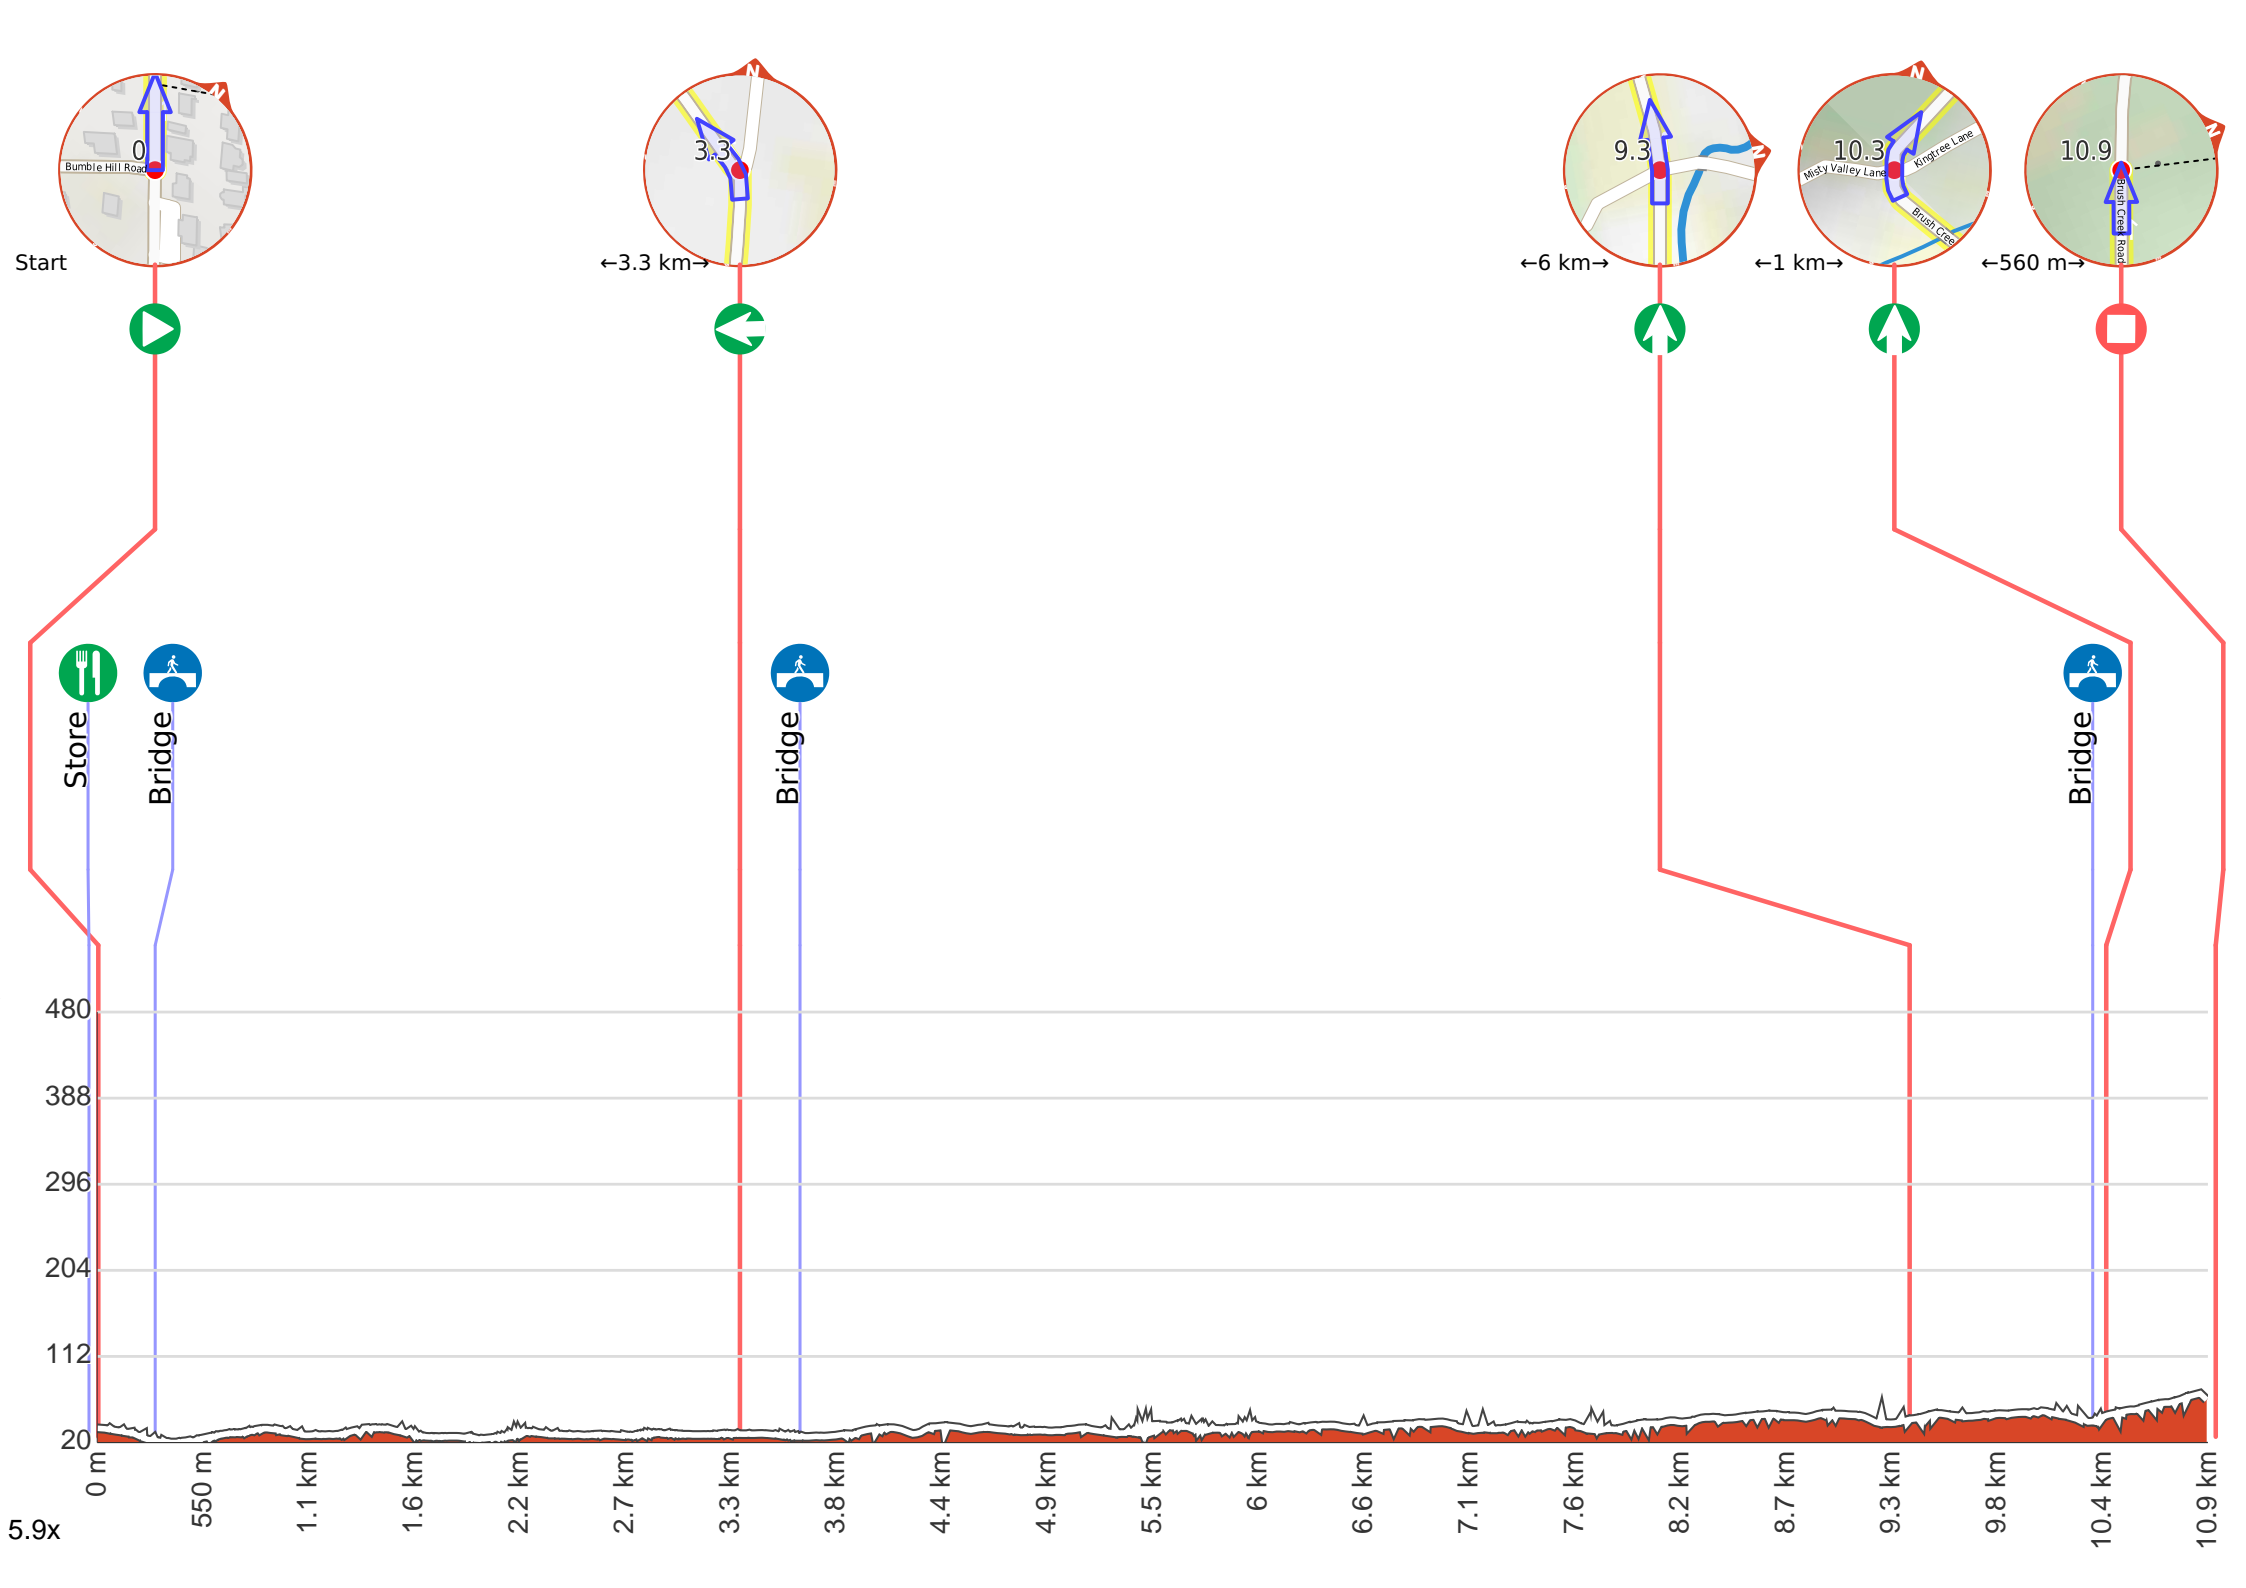 N
N
N
N
N
0
3.3
9.3
10.3
10.9
Bumble Hill Road
Misty Valley Lane
Kingtree Lane
Brush Cree
Brush Creek Road
Start
←3.3 km→
←6 km→
←1 km→
←560 m→
Store
Bridge
Bridge
Bridge
480
388
296
204
112
20
0 m
550 m
1.1 km
1.6 km
2.2 km
2.7 km
3.3 km
3.8 km
4.4 km
4.9 km
5.5 km
6 km
6.6 km
7.1 km
7.6 km
8.2 km
8.7 km
9.3 km
9.8 km
10.4 km
10.9 km
5.9x